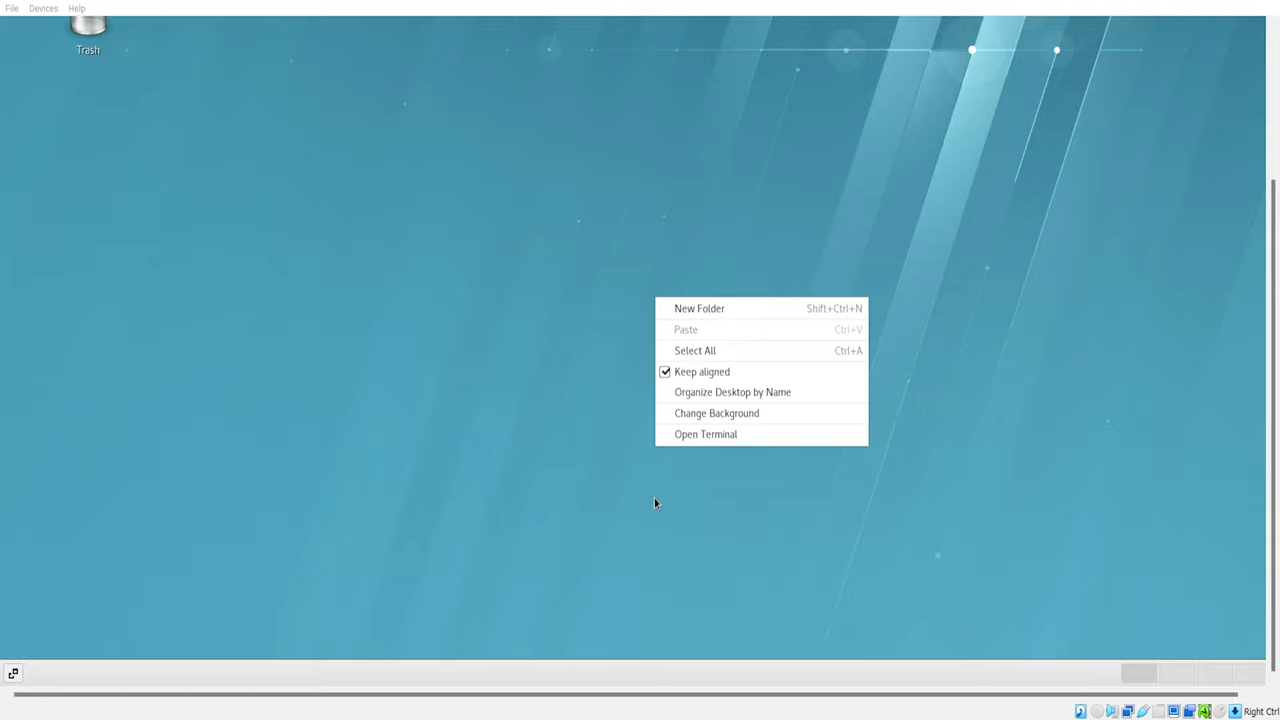 File Devices Help
Trash
New Folder Shift+Ctrl+N
Paste Ctrl+V
Select All Ctrl+A
Keep aligned
Organize Desktop by Name
Change Background
Open Terminal
Right Ctrl